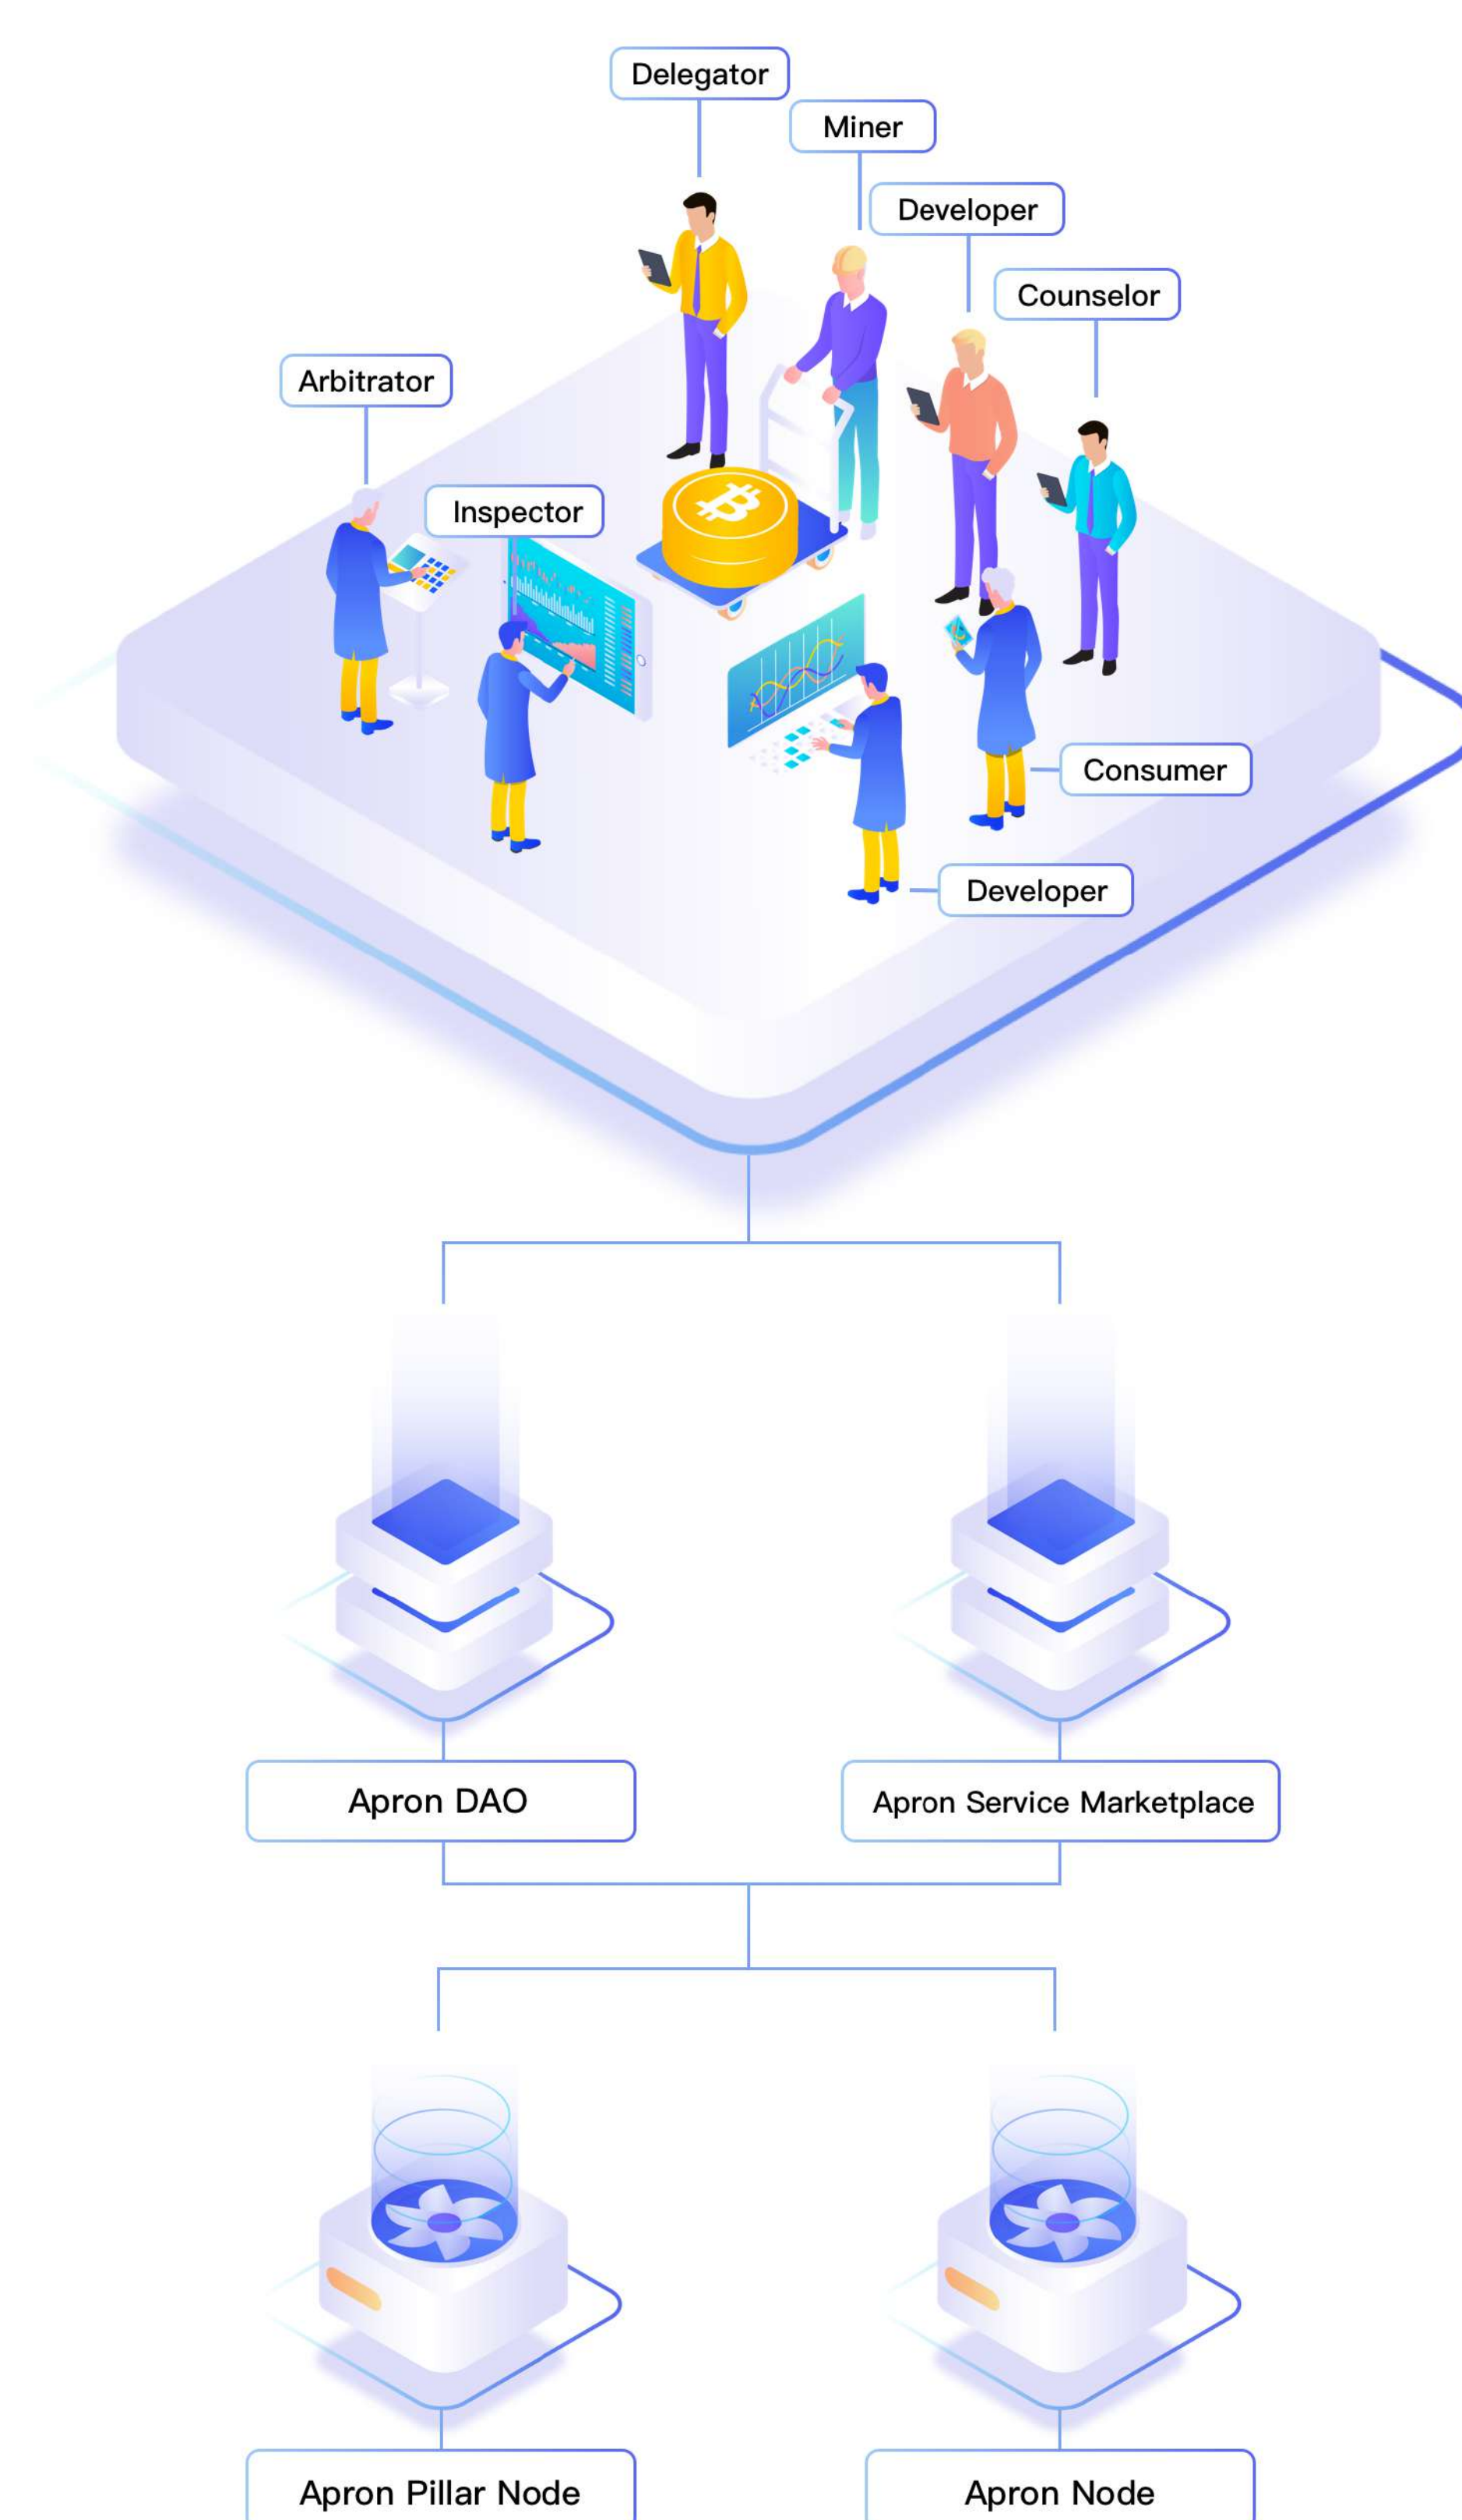 Delegator
Miner
Developer
Counselor
Arbitrator
Inspector
Consumer
Developer
Apron DAO
Apron Service Marketplace
Apron Pillar Node
Apron Node